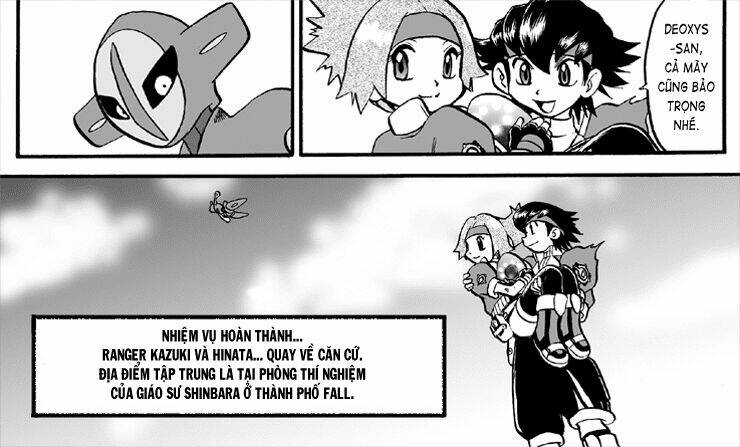 DEOXYS
-SAN,
CẢ MÀY
CŨNG BẢO
TRỌNG
NHÉ.
NHIỆM VỤ HOÀN THÀNH...
RANGER KAZUKI VÀ HINATA... QUAY VỀ CĂN CỨ.
ĐỊA ĐIỂM TẬP TRUNG LÀ TẠI PHÒNG THÍ NGHIỆM
CỦA GIÁO SƯ SHINBARA Ở THÀNH PHỐ FALL.